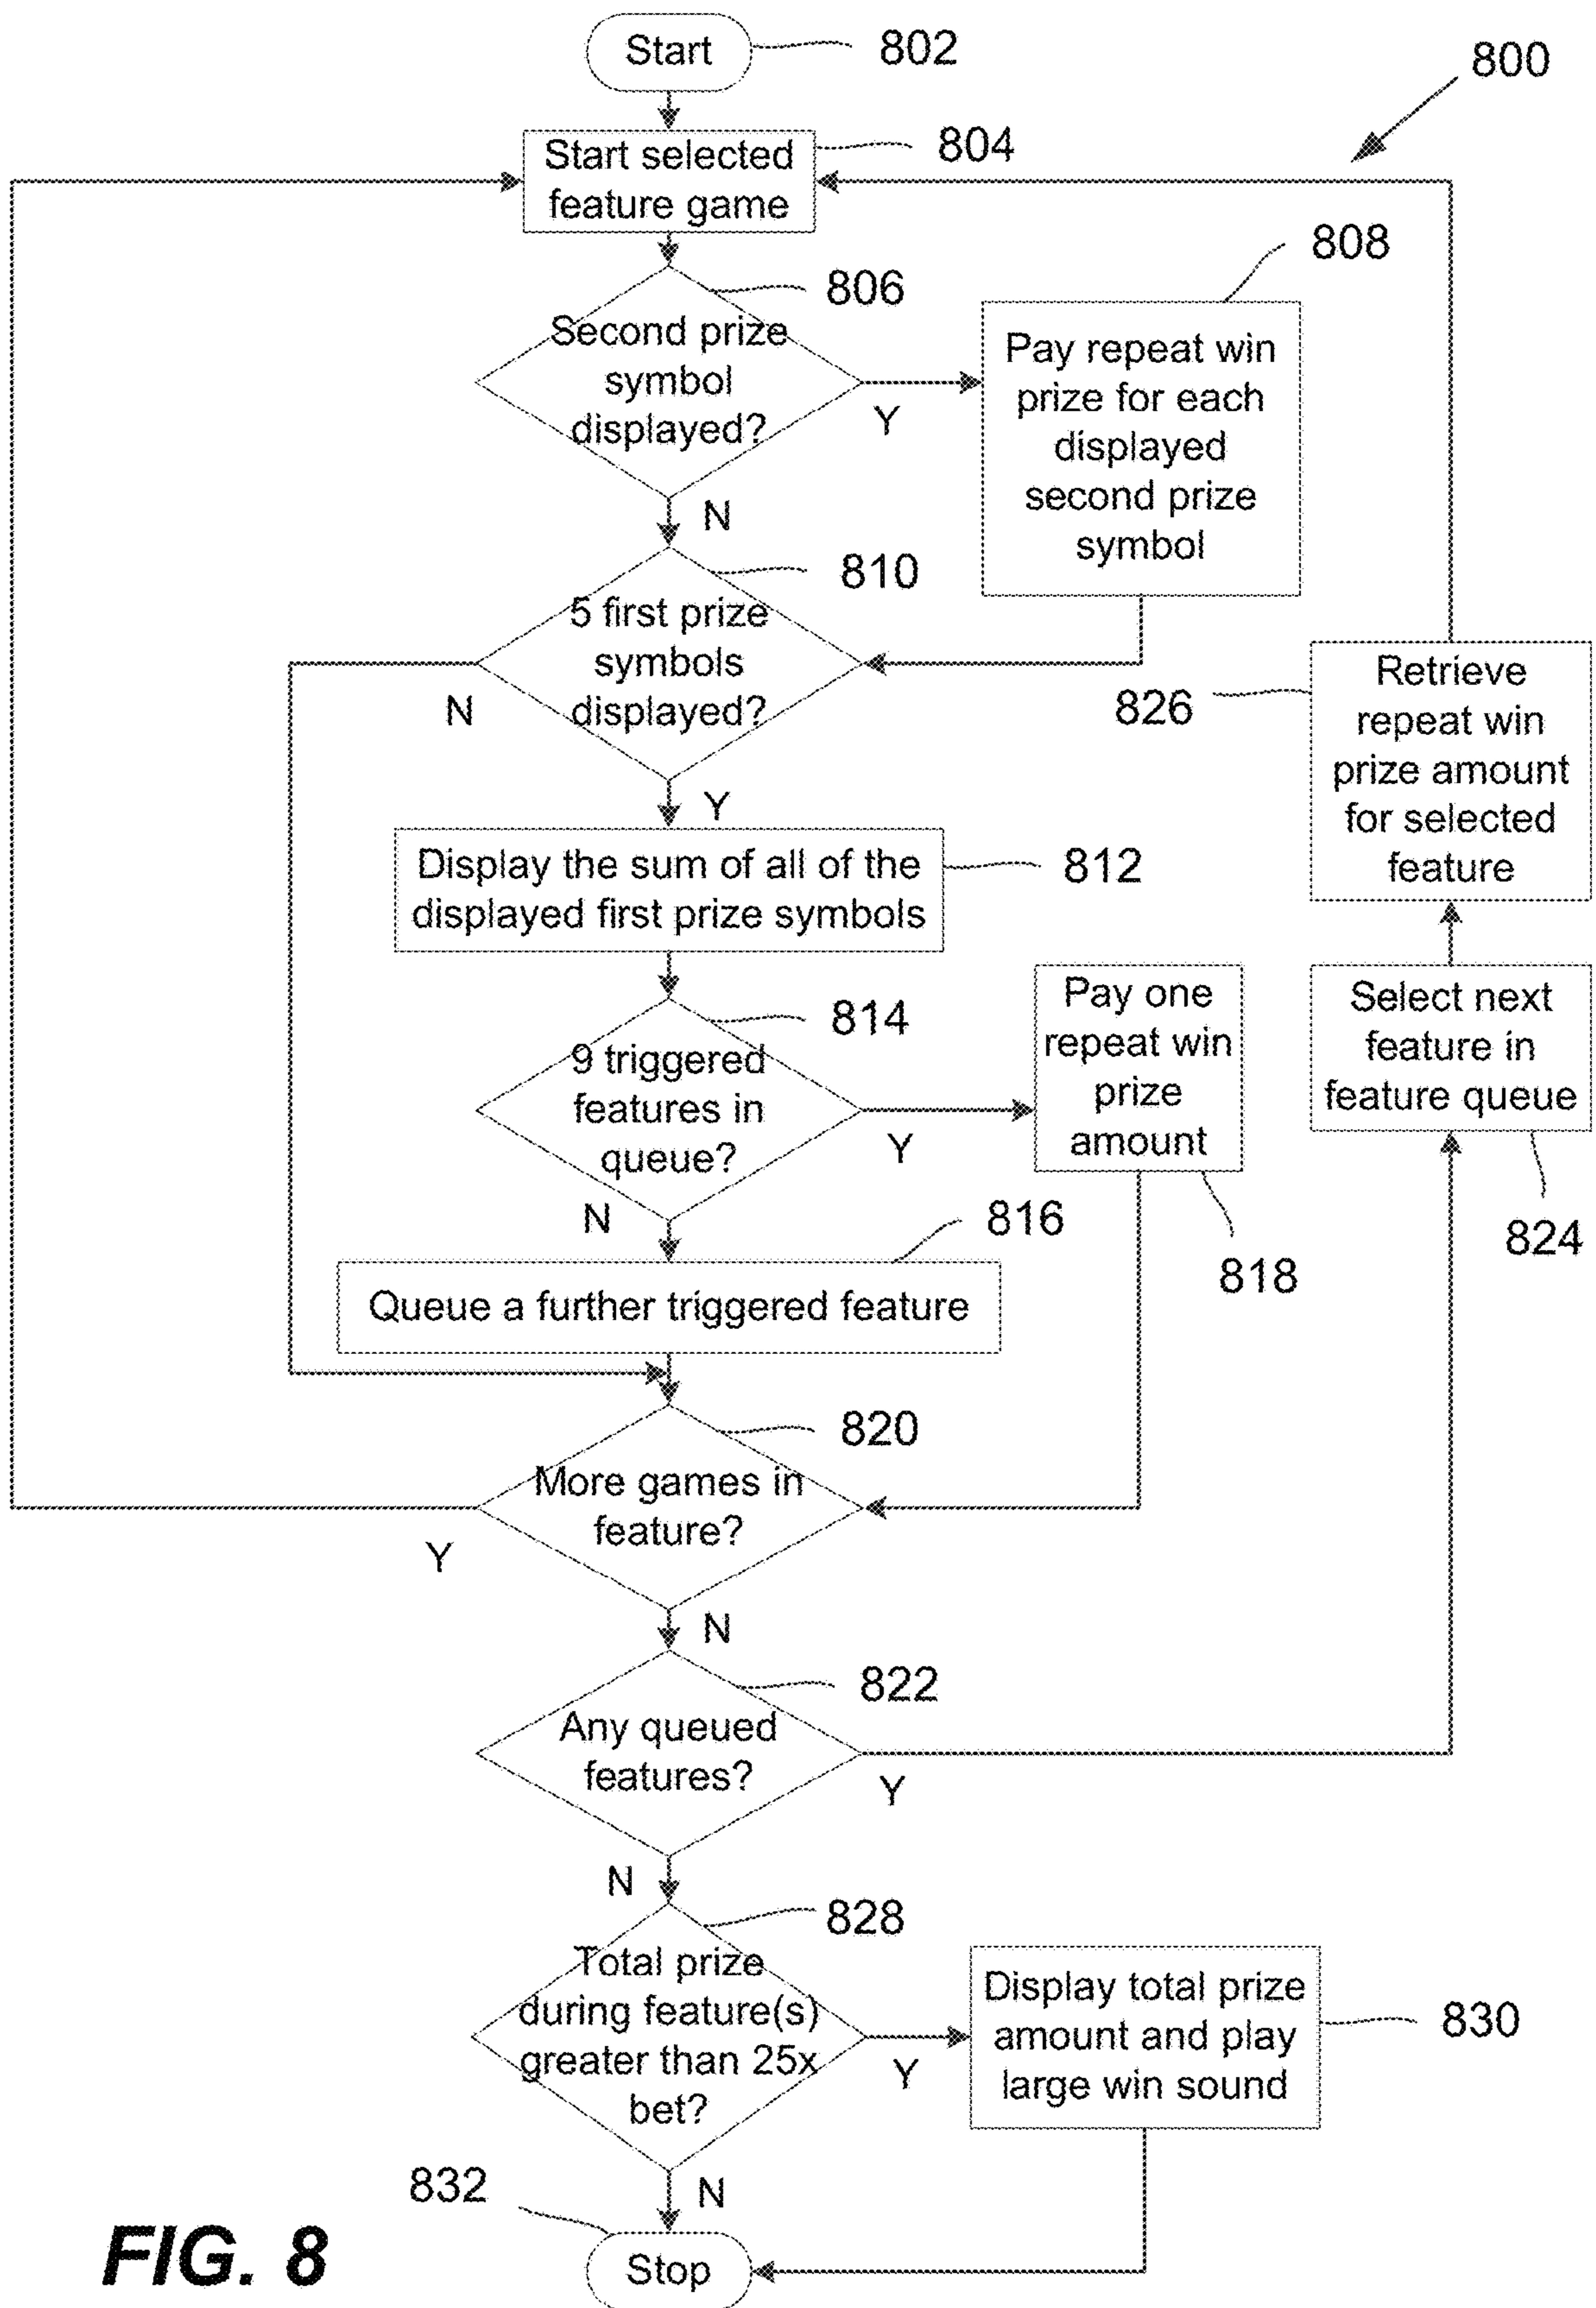 Start
802
800
Start selected
feature game
804
806
808
Second prize
symbol
displayed?
Y
N
Pay repeat win
prize for each
displayed
second prize
symbol
810
5 first prize
symbols
displayed?
N
Y
826
Retrieve
repeat win
prize amount
for selected
feature
Display the sum of all of the
displayed first prize symbols
812
814
9 triggered
features in
queue?
Y
N
Pay one
repeat win
prize
amount
Select next
feature in
feature queue
816
818
824
Queue a further triggered feature
820
More games in
feature?
Y
N
822
Any queued
features?
Y
N
828
Total prize
during feature(s)
greater than 25x
bet?
Y
N
Display total prize
amount and play
large win sound
830
832
Stop
FIG. 8